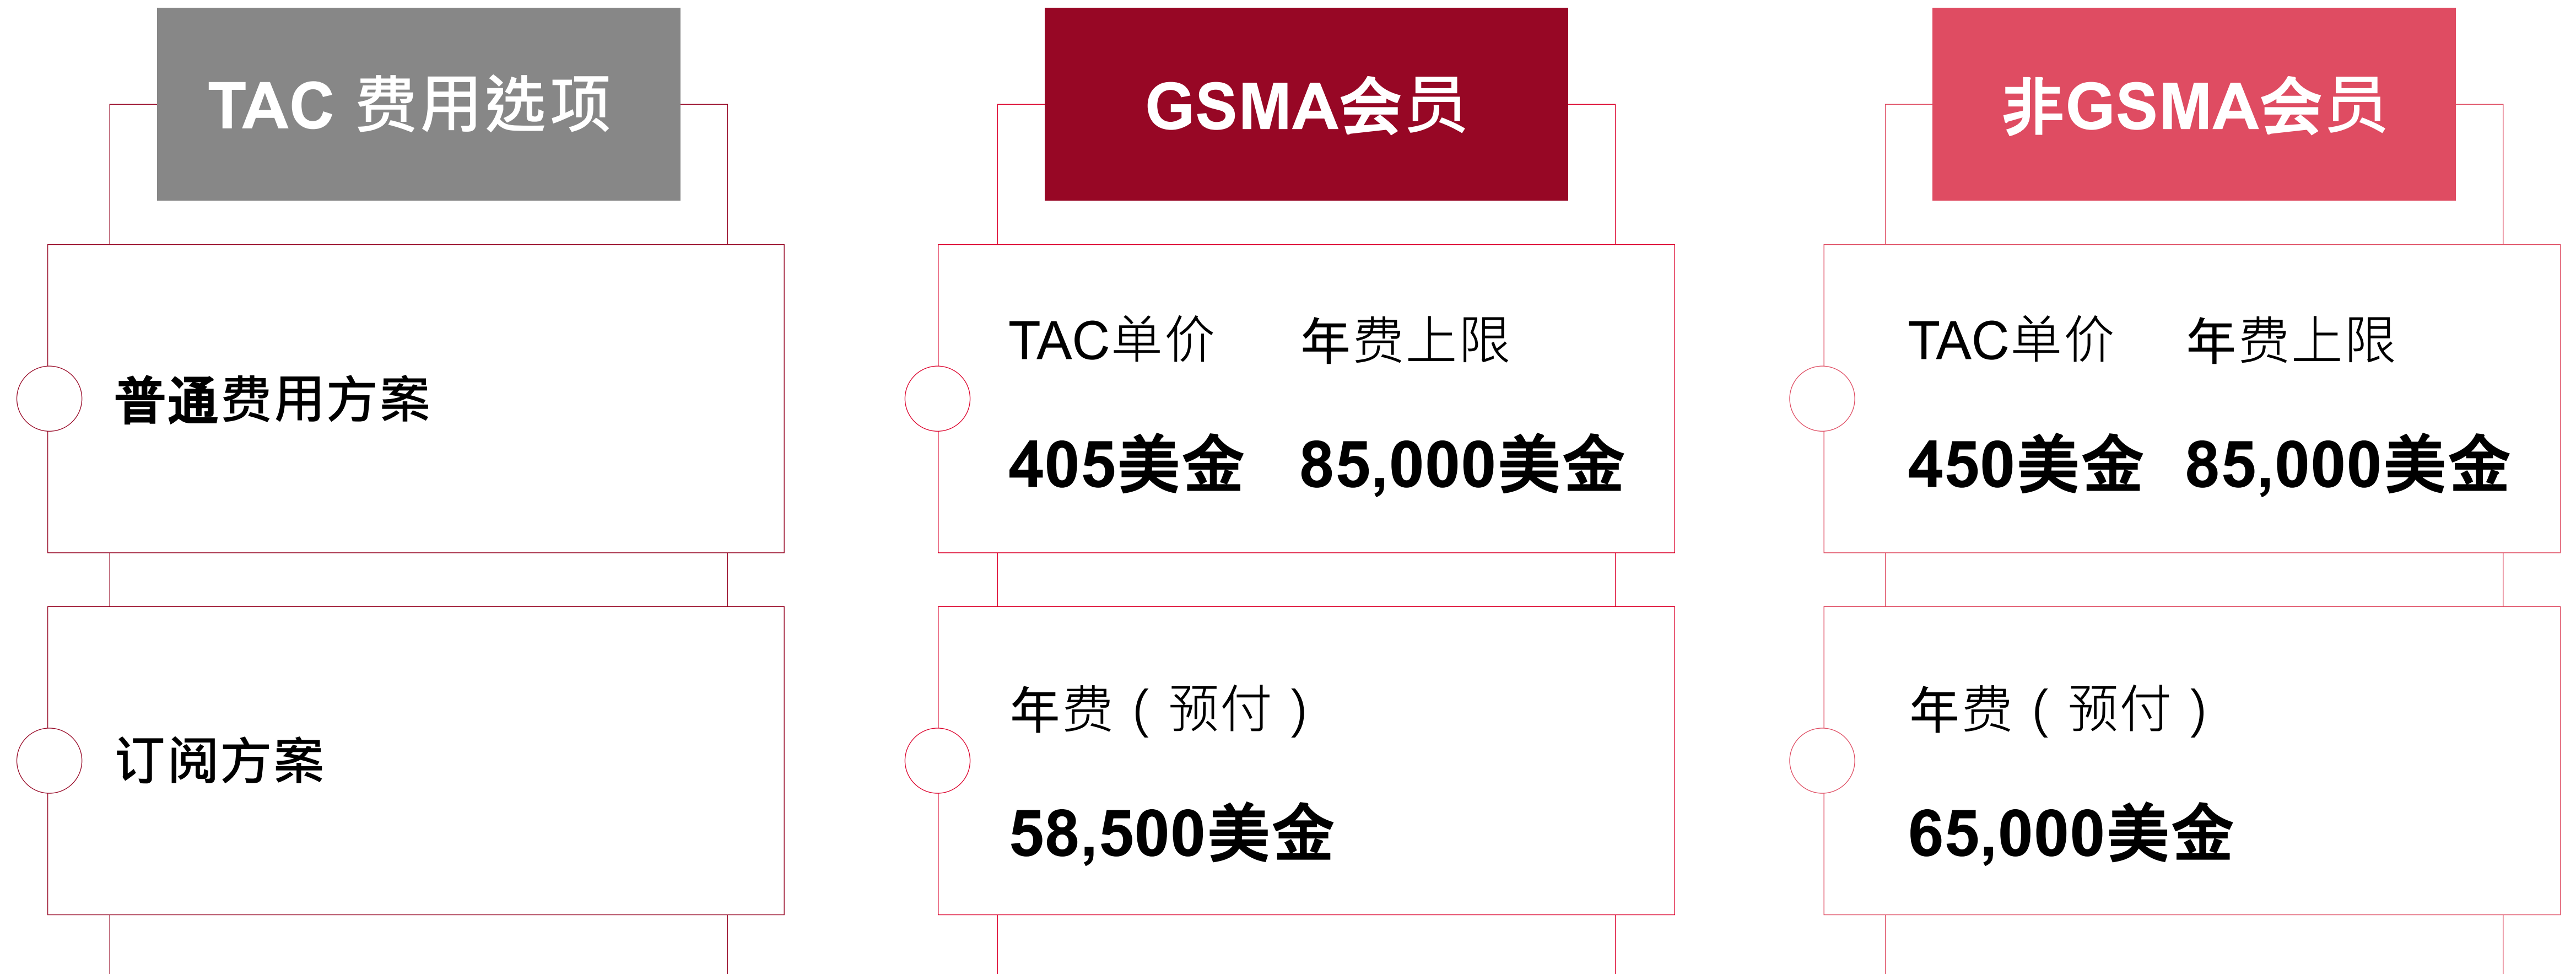 TAC 费用选项
GSMA会员
非GSMA会员
普通费用方案
TAC单价 年费上限
405美金 85,000美金
TAC单价 年费上限
450美金 85,000美金
订阅方案
年费（预付）
58,500美金
年费（预付）
65,000美金